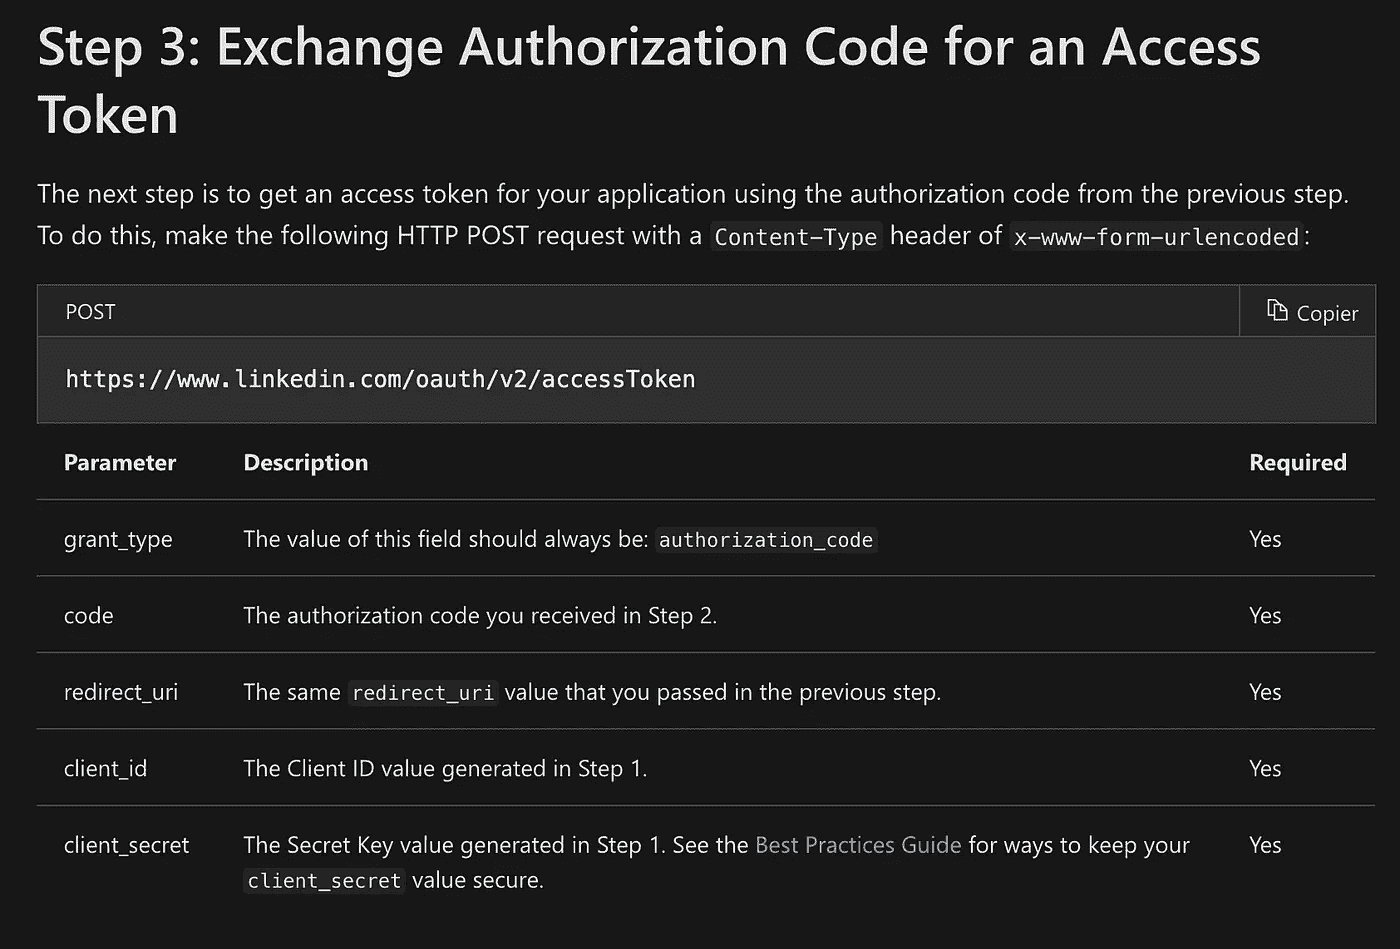 Step 3: Exchange Authorization Code for an Access
Token
The next step is to get an access token for your application using the authorization code from the previous step.
To do this, make the following HTTP POST request with a Content-Type header of x-www-form-urlencoded:
POST Copier
https://www.linkedin.com/oauth/v2/accessToken
Parameter Description Required
grant_type The value of this field should always be: authorization_code Yes
code The authorization code you received in Step 2. Yes
redirect_uri The same redirect_uri value that you passed in the previous step. Yes
client_id The Client ID value generated in Step 1. Yes
client_secret The Secret Key value generated in Step 1. See the Best Practices Guide for ways to keep your Yes
client_secret value secure.